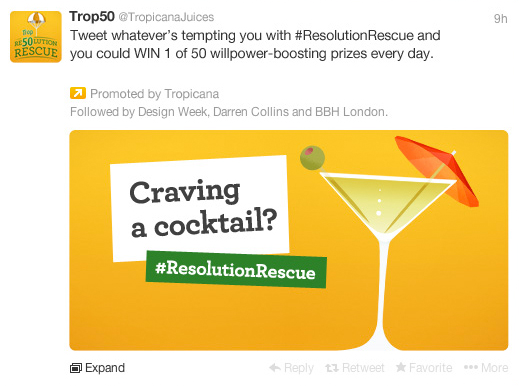 Trop50 @TropicanaJuices 9h
Tweet whatever's tempting you with #ResolutionRescue and
you could WIN 1 of 50 willpower-boosting prizes every day.
Trop
RE50LUTION
RESCUE
Promoted by Tropicana
Followed by Design Week, Darren Collins and BBH London.
Craving
a cocktail?
#ResolutionRescue
Expand Reply Retweet Favorite More